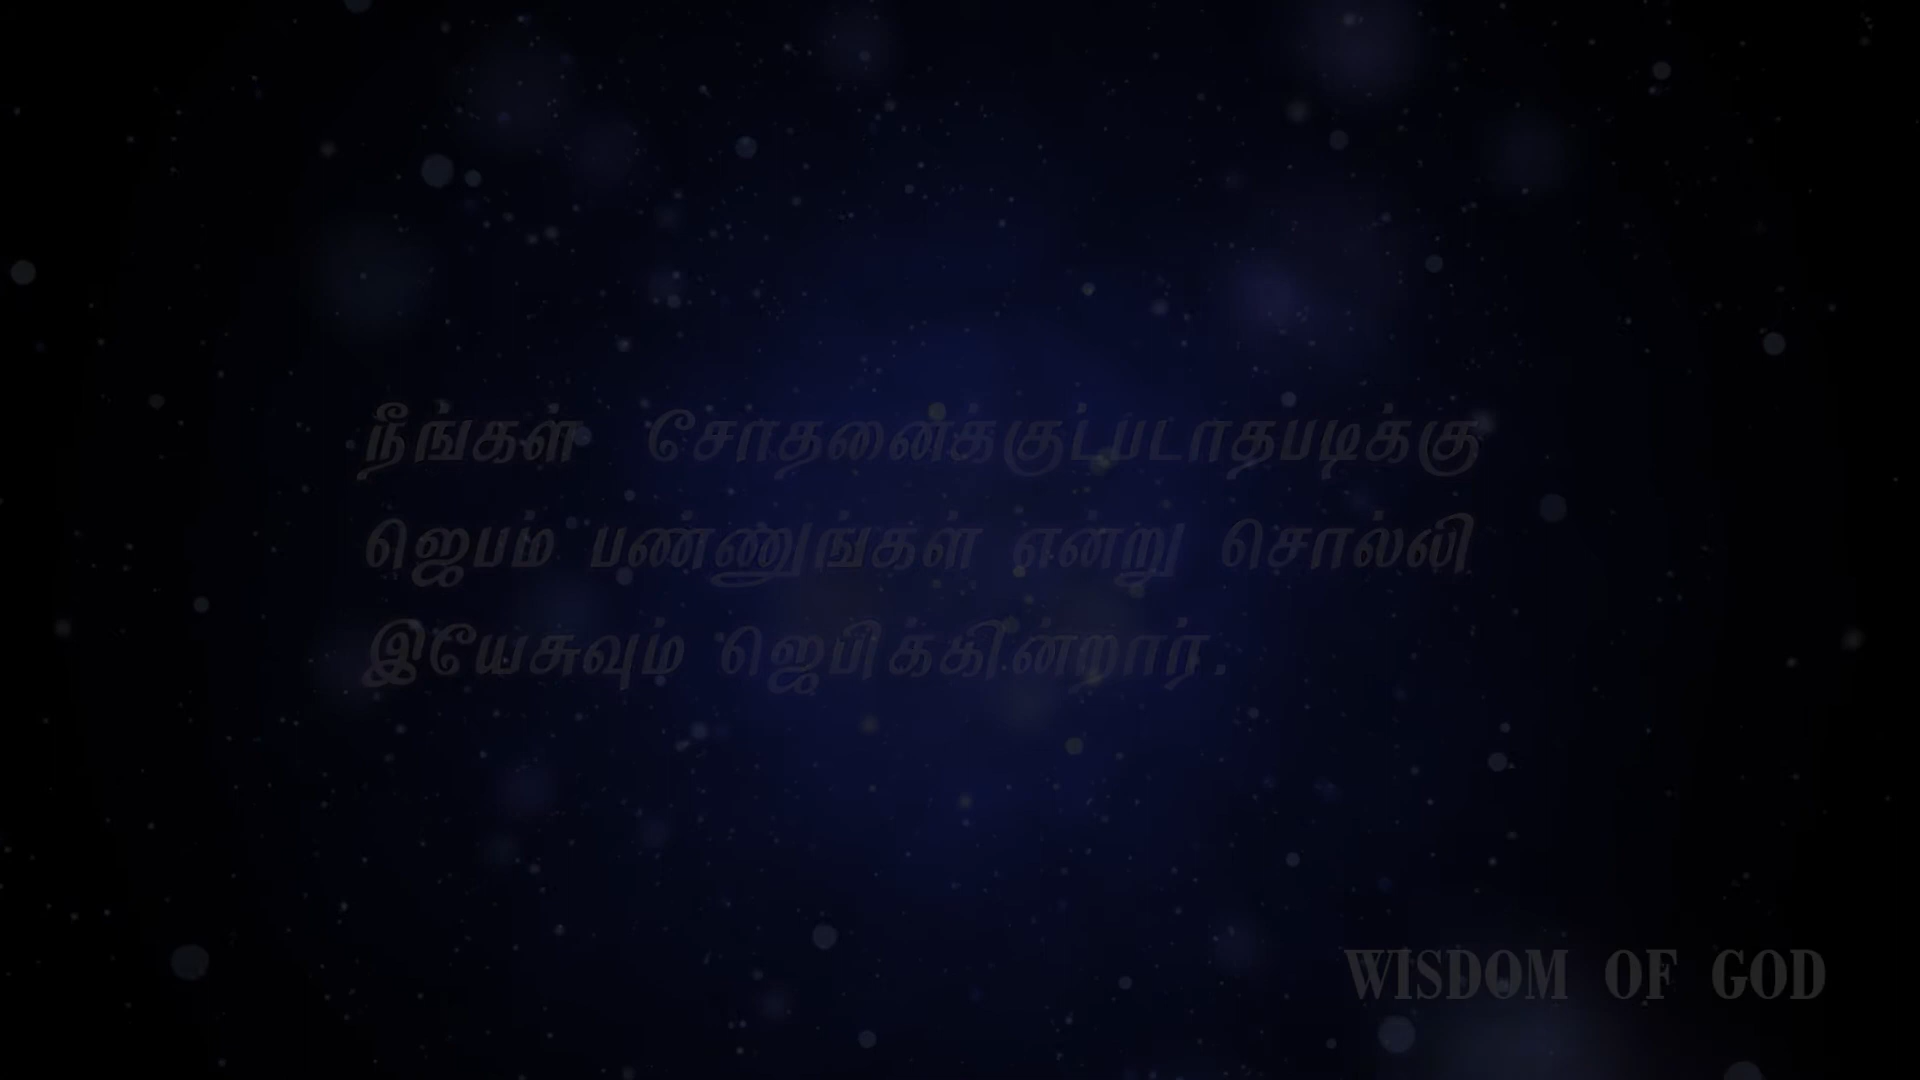 நீங்கள் சோதனைக்குட்படாதபடிக்கு
ஜெபம் பண்ணுங்கள் என்று சொல்லி
இயேசுவும் ஜெபிக்கின்றார்.
WISDOM OF GOD